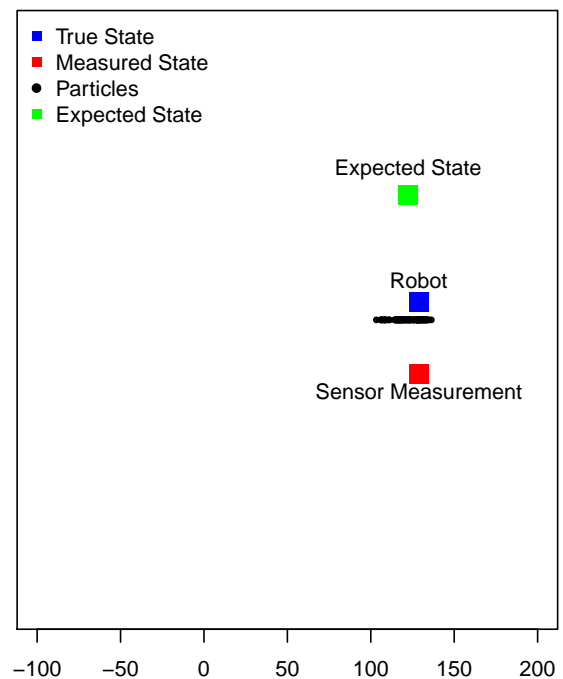 True State
Measured State
Particles
Expected State
Expected State
Robot
Sensor Measurement
−100 −50 0 50 100 150 200